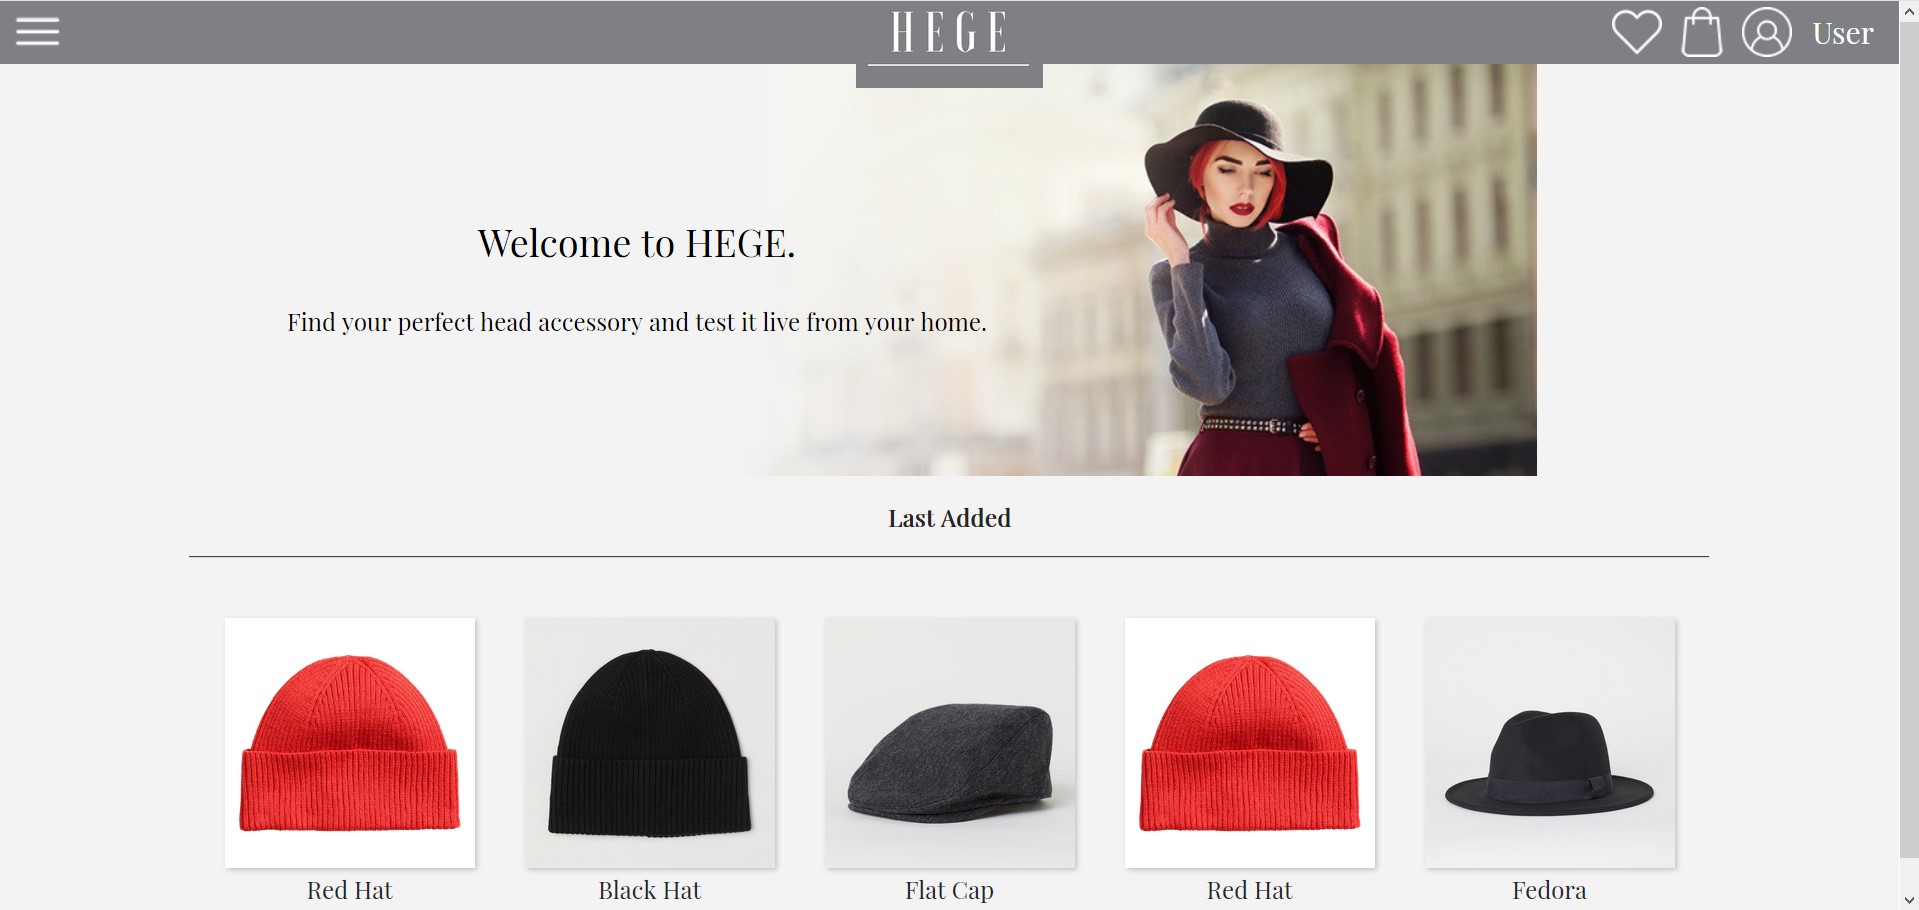 HEGE
User
Welcome to HEGE.
Find your perfect head accessory and test it live from your home.
Last Added
Red Hat
Black Hat
Flat Cap
Red Hat
Fedora